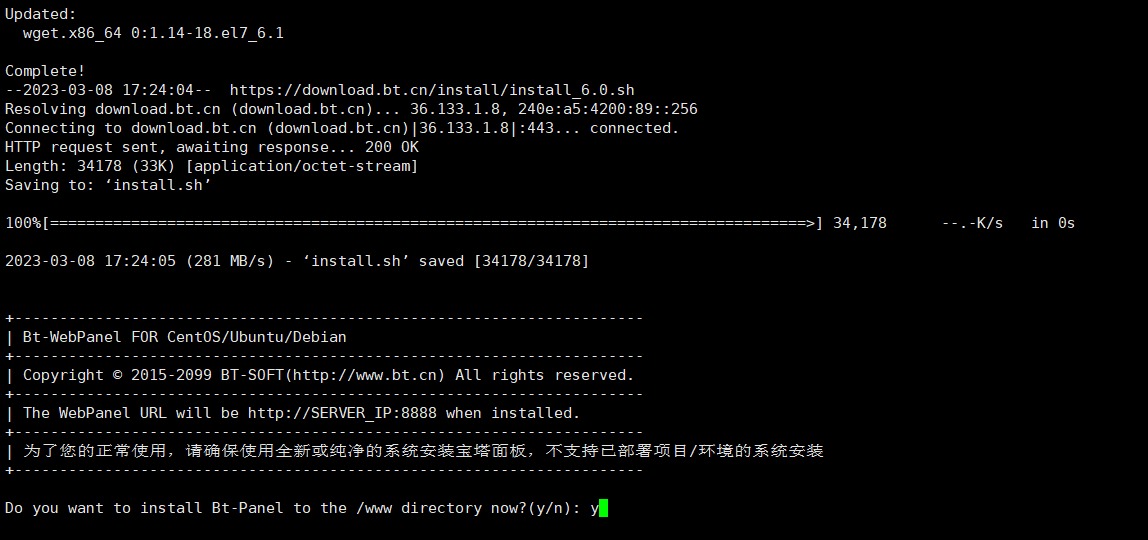 Updated:
  wget.x86_64 0:1.14-18.el7_6.1
Complete!
--2023-03-08 17:24:04--  https://download.bt.cn/install/install_6.0.sh
Resolving download.bt.cn (download.bt.cn)... 36.133.1.8, 240e:a5:4200:89::256
Connecting to download.bt.cn (download.bt.cn)|36.133.1.8|:443... connected.
HTTP request sent, awaiting response... 200 OK
Length: 34178 (33K) [application/octet-stream]
Saving to: ‘install.sh’
100%[====================================================================================>] 34,178      --.-K/s   in 0s
2023-03-08 17:24:05 (281 MB/s) - ‘install.sh’ saved [34178/34178]
+----------------------------------------------------------------------
| Bt-WebPanel FOR CentOS/Ubuntu/Debian
+----------------------------------------------------------------------
| Copyright © 2015-2099 BT-SOFT(http://www.bt.cn) All rights reserved.
+----------------------------------------------------------------------
| The WebPanel URL will be http://SERVER_IP:8888 when installed.
+----------------------------------------------------------------------
| 为了您的正常使用，请确保使用全新或纯净的系统安装宝塔面板，不支持已部署项目/环境的系统安装
+----------------------------------------------------------------------
Do you want to install Bt-Panel to the /www directory now?(y/n): y